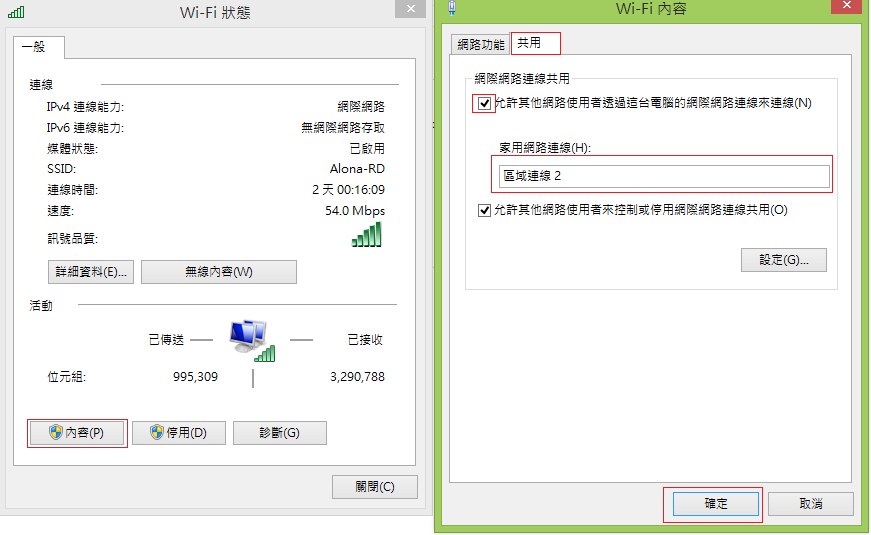 Wi-Fi 狀態
一般
連線
IPv4 連線能力: 網際網路
IPv6 連線能力: 無網際網路存取
媒體狀態: 已啟用
SSID: Alona-RD
連線時間: 2 天 00:16:09
速度: 54.0 Mbps
訊號品質:
詳細資料(E)... 無線內容(W)
活動
已傳送 已接收
位元組: 995,309 3,290,788
內容(P) 停用(D) 診斷(G)
關閉(C)
Wi-Fi 內容
網路功能 共用
網際網路連線共用
允許其他網路使用者透過這台電腦的網際網路連線來連線(N)
家用網路連線(H):
區域連線 2
允許其他網路使用者來控制或停用網際網路連線共用(O)
設定(G)...
確定 取消